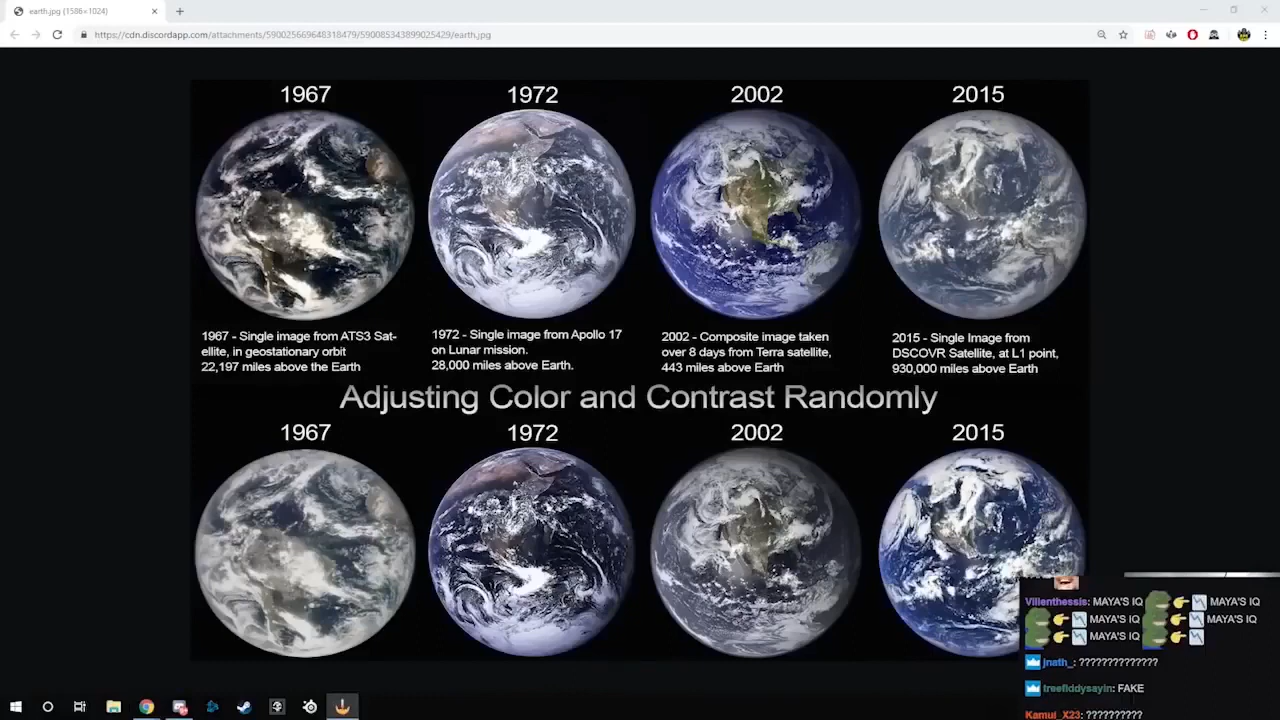 earth.jpg (1586×1024)
https://cdn.discordapp.com/attachments/590025669648318479/590085343899025429/earth.jpg
1967 1972 2002 2015
1967 - Single image from ATS3 Sat-
ellite, in geostationary orbit
22,197 miles above the Earth
1972 - Single image from Apollo 17
on Lunar mission.
28,000 miles above Earth.
2002 - Composite image taken
over 8 days from Terra satellite,
443 miles above Earth
2015 - Single Image from
DSCOVR Satellite, at L1 point,
930,000 miles above Earth
Adjusting Color and Contrast Randomly
1967 1972 2002 2015
Villenthessis: MAYA'S IQ MAYA'S IQ
MAYA'S IQ MAYA'S IQ
MAYA'S IQ
jnath_: ??????????????
treefiddysayin: FAKE
Kamui_X23: ??????????